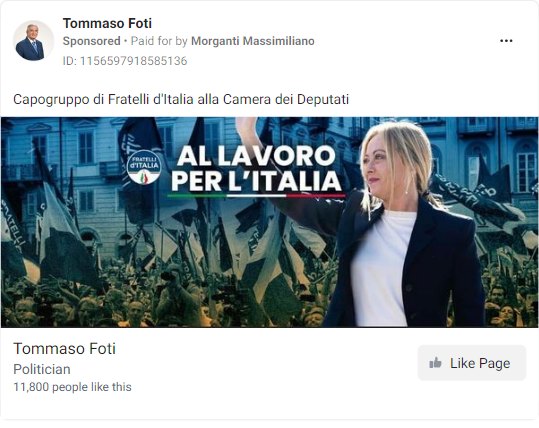 Tommaso Foti
Sponsored • Paid for by Morganti Massimiliano
ID: 1156597918585136
Capogruppo di Fratelli d'Italia alla Camera dei Deputati
FRATELLI
d'ITALIA
AL LAVORO
PER L'ITALIA
FRATELLI
Tommaso Foti
Politician
11,800 people like this
Like Page